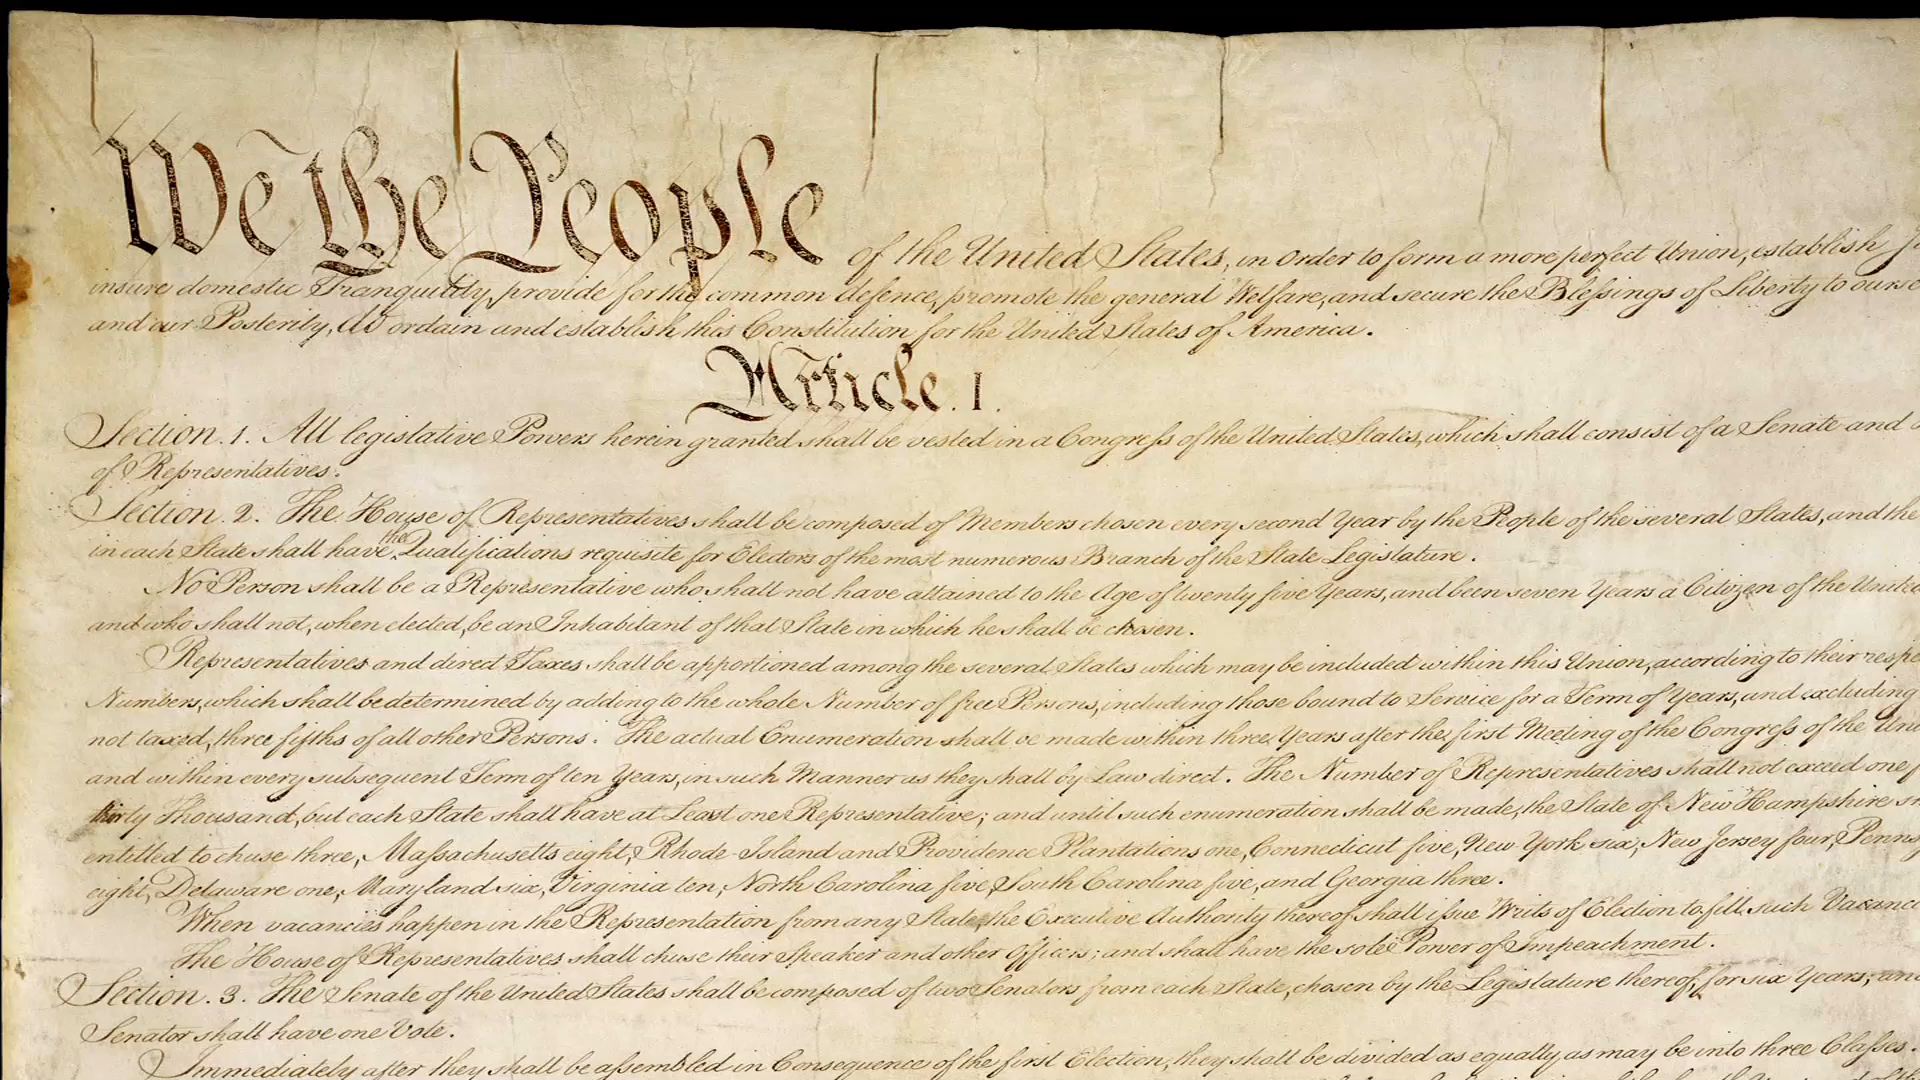 We the People of the United States, in Order to form a more perfect Union, establish
insure domestic Tranquility, provide for the common defence, promote the general Welfare, and secure the Blessings of Liberty to
and our Posterity, do ordain and establish this Constitution for the United States of America.
Article. I.
Section. 1. All legislative Powers herein granted shall be vested in a Congress of the United States, which shall consist of a Senate and
of Representatives.
Section. 2. The House of Representatives shall be composed of Members chosen every second Year by the People of the several States, and the
in each State shall have the Qualifications requisite for Electors of the most numerous Branch of the State Legislature.
No Person shall be a Representative who shall not have attained to the Age of twenty five Years, and been seven Years a Citizen of the United
and who shall not, when elected, be an Inhabitant of that State in which he shall be chosen.
Representatives and direct Taxes shall be apportioned among the several States which may be included within this Union, according to their
Numbers, which shall be determined by adding to the whole Number of free Persons, including those bound to Service for a Term of Years, and excluding
not taxed, three fifths of all other Persons. The actual Enumeration shall be made within three Years after the first Meeting of the Congress of the
and within every subsequent Term of ten Years, in such Manner as they shall by Law direct. The Number of Representatives shall not exceed one
thirty Thousand, but each State shall have at Least one Representative; and until such enumeration shall be made, the State of New Hampshire
entitled to chuse three, Massachusetts eight, Rhode-Island and Providence Plantations one, Connecticut five, New-York six, New Jersey four,
eight, Delaware one, Maryland six, Virginia ten, North Carolina five, South Carolina five, and Georgia three.
When vacancies happen in the Representation from any State, the Executive Authority thereof shall issue Writs of Election to fill such
The House of Representatives shall chuse their Speaker and other Officers; and shall have the sole Power of Impeachment.
Section. 3. The Senate of the United States shall be composed of two Senators from each State, chosen by the Legislature thereof, for six Years; and
Senator shall have one Vote.
Immediately after they shall be assembled in Consequence of the first Election, they shall be divided as equally as may be into three Classes.